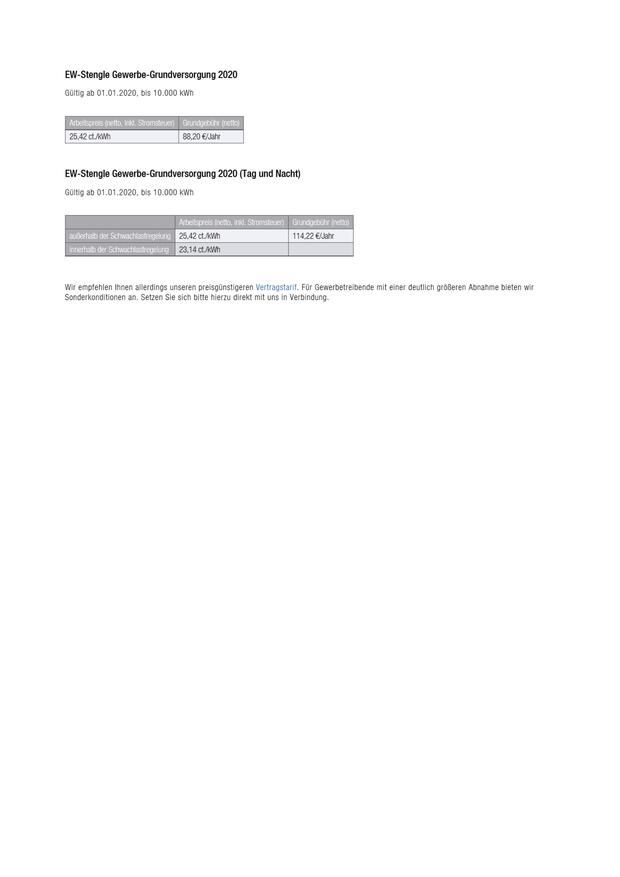 EW-Stengle Gewerbe-Grundversorgung 2020
Gültig ab 01.01.2020, bis 10.000 kWh
Arbeitspreis (netto, inkl. Stromsteuer) Grundgebühr (netto)
25,42 ct./kWh 88,20 €/Jahr
EW-Stengle Gewerbe-Grundversorgung 2020 (Tag und Nacht)
Gültig ab 01.01.2020, bis 10.000 kWh
Arbeitspreis (netto, inkl. Stromsteuer) Grundgebühr (netto)
außerhalb der Schwachlastregelung 25,42 ct./kWh 114,22 €/Jahr
innerhalb der Schwachlastregelung 23,14 ct./kWh
Wir empfehlen Ihnen allerdings unseren preisgünstigeren Vertragstarif. Für Gewerbetreibende mit einer deutlich größeren Abnahme bieten wir
Sonderkonditionen an. Setzen Sie sich bitte hierzu direkt mit uns in Verbindung.